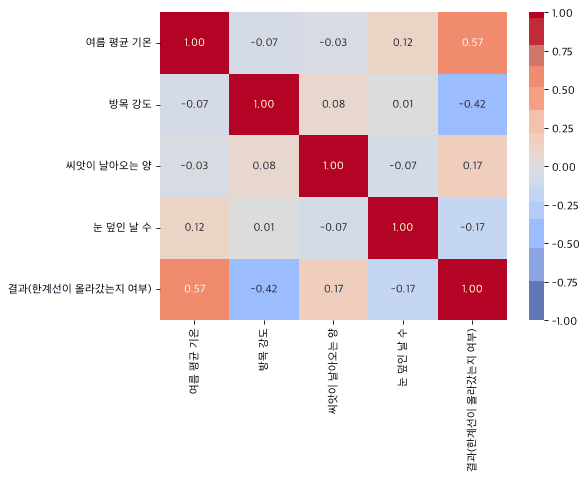 여름 평균 기온
1.00 -0.07 -0.03 0.12 0.57
방목 강도
-0.07 1.00 0.08 0.01 -0.42
씨앗이 날아오는 양
-0.03 0.08 1.00 -0.07 0.17
눈 덮인 날 수
0.12 0.01 -0.07 1.00 -0.17
결과(한계선이 올라갔는지 여부)
0.57 -0.42 0.17 -0.17 1.00
여름 평균 기온
방목 강도
씨앗이 날아오는 양
눈 덮인 날 수
결과(한계선이 올라갔는지 여부)
1.00
0.75
0.50
0.25
0.00
-0.25
-0.50
-0.75
-1.00